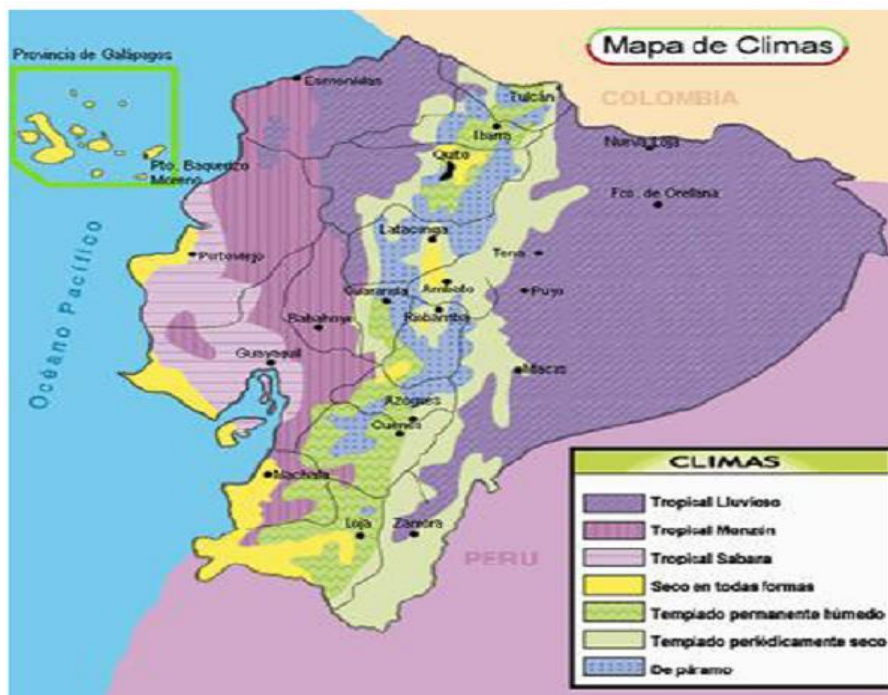 Mapa de Climas
Provincia de Galápagos
COLOMBIA
Esmeraldas
Tulcán
Ibarra
Nueva Loja
Quito
Pto. Baquerizo
Moreno
Fco. de Orellana
Latacunga
Portoviejo
Tena
Guaranda
Ambato
Puyo
Riobamba
Babahoyo
Guayaquil
Macas
Azogues
Cuenca
Océano Pacífico
Machala
Loja
Zamora
PERU
CLIMAS
Tropical Lluvioso
Tropical Monzón
Tropical Sabana
Seco en todas formas
Templado permanente húmedo
Templado periódicamente seco
De páramo